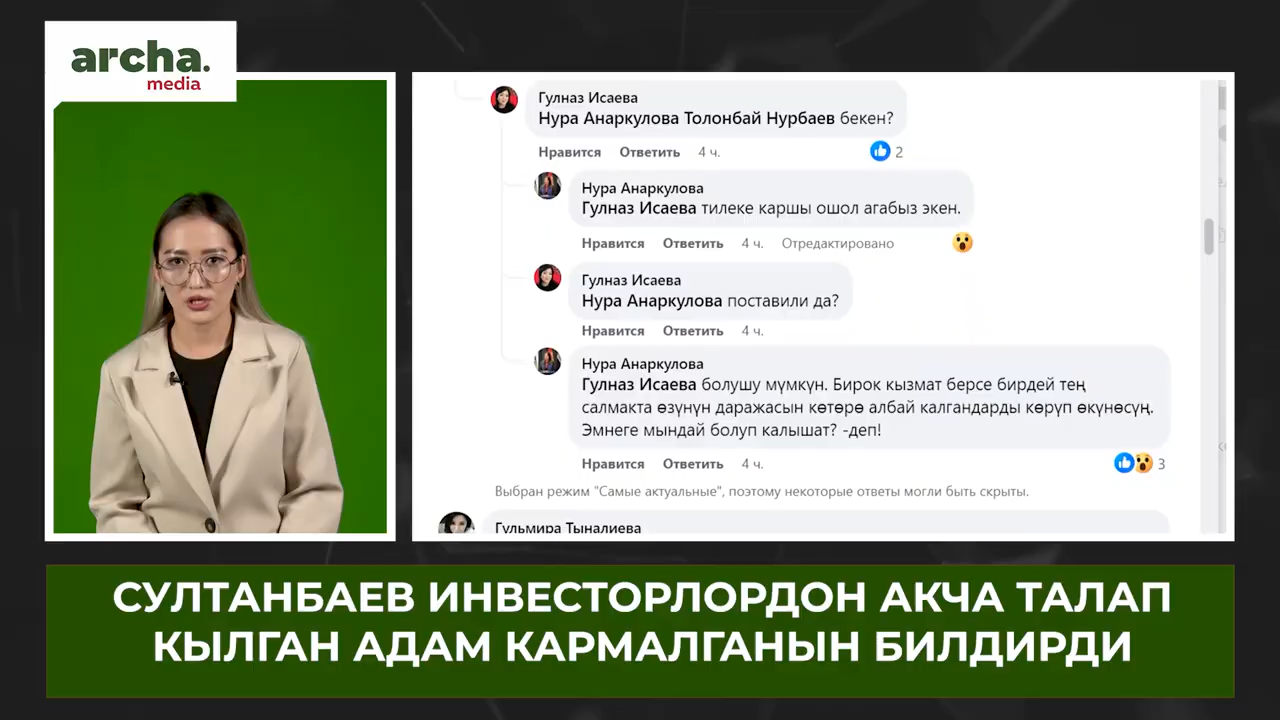 archa.
media
Гулназ Исаева
Нура Анаркулова Толонбай Нурбаев бекен?
Нравится Ответить 4 ч. 2
Нура Анаркулова
Гулназ Исаева тилеке каршы ошол агабыз экен.
Нравится Ответить 4 ч. Отредактировано
Гулназ Исаева
Нура Анаркулова поставили да?
Нравится Ответить 4 ч.
Нура Анаркулова
Гулназ Исаева болушу мүмкүн. Бирок кызмат берсе бирдей тең
салмакта өзүнүн даражасын көтөрө албай калгандарды көрүп өкүнөсүң.
Эмнеге мындай болуп калышат? -деп!
Нравится Ответить 4 ч. 3
Выбран режим "Самые актуальные", поэтому некоторые ответы могли быть скрыты.
Гульмира Тыналиева
СУЛТАНБАЕВ ИНВЕСТОРЛОРДОН АКЧА ТАЛАП
КЫЛГАН АДАМ КАРМАЛГАНЫН БИЛДИРДИ